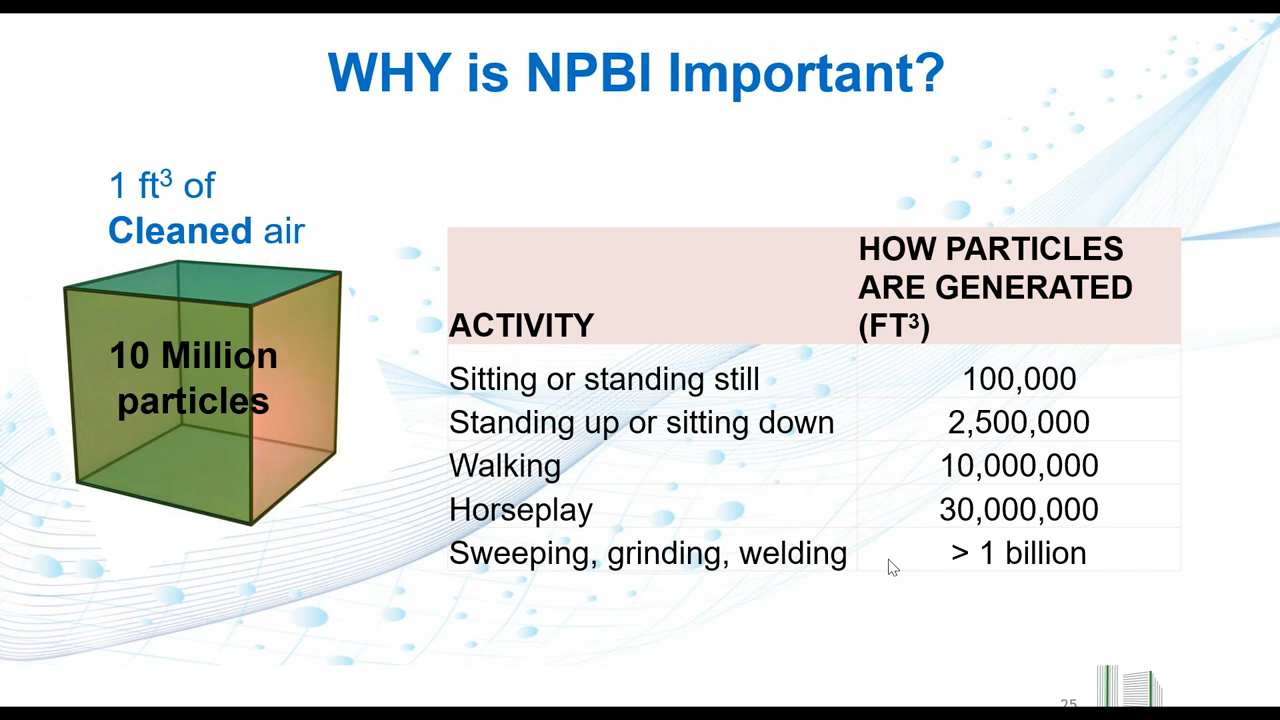 WHY is NPBI Important?
1 ft³ of
Cleaned air
10 Million
particles
HOW PARTICLES
ARE GENERATED
ACTIVITY (FT³)
Sitting or standing still 100,000
Standing up or sitting down 2,500,000
Walking 10,000,000
Horseplay 30,000,000
Sweeping, grinding, welding > 1 billion
25